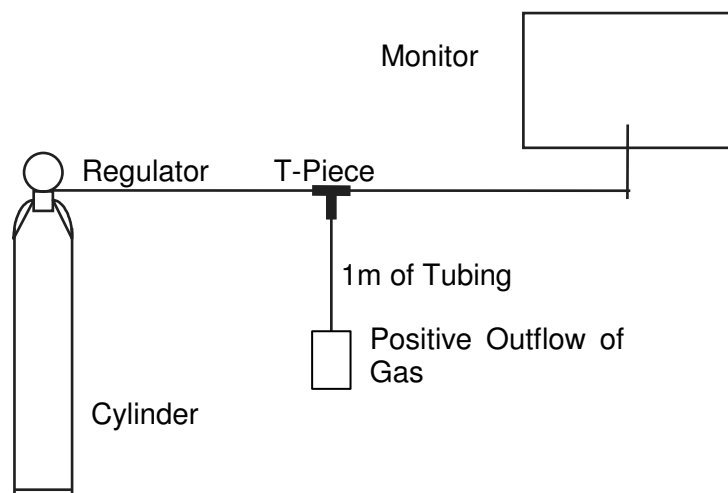 Monitor
Regulator
T-Piece
1m of Tubing
Positive Outflow of
Gas
Cylinder